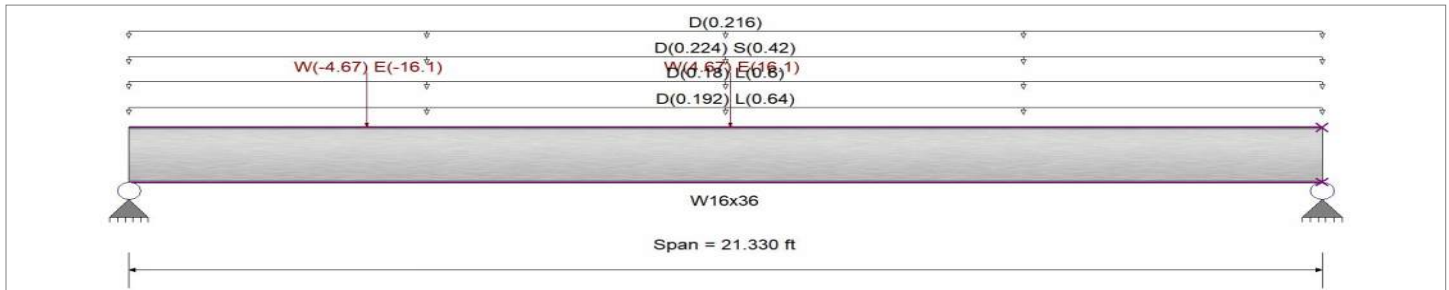 D(0.216)
D(0.224) S(0.42)
W(-4.67) E(-16.1)
W(4.67) E(16.1)
D(0.18) L(0.6)
D(0.192) L(0.64)
W16x36
Span = 21.330 ft